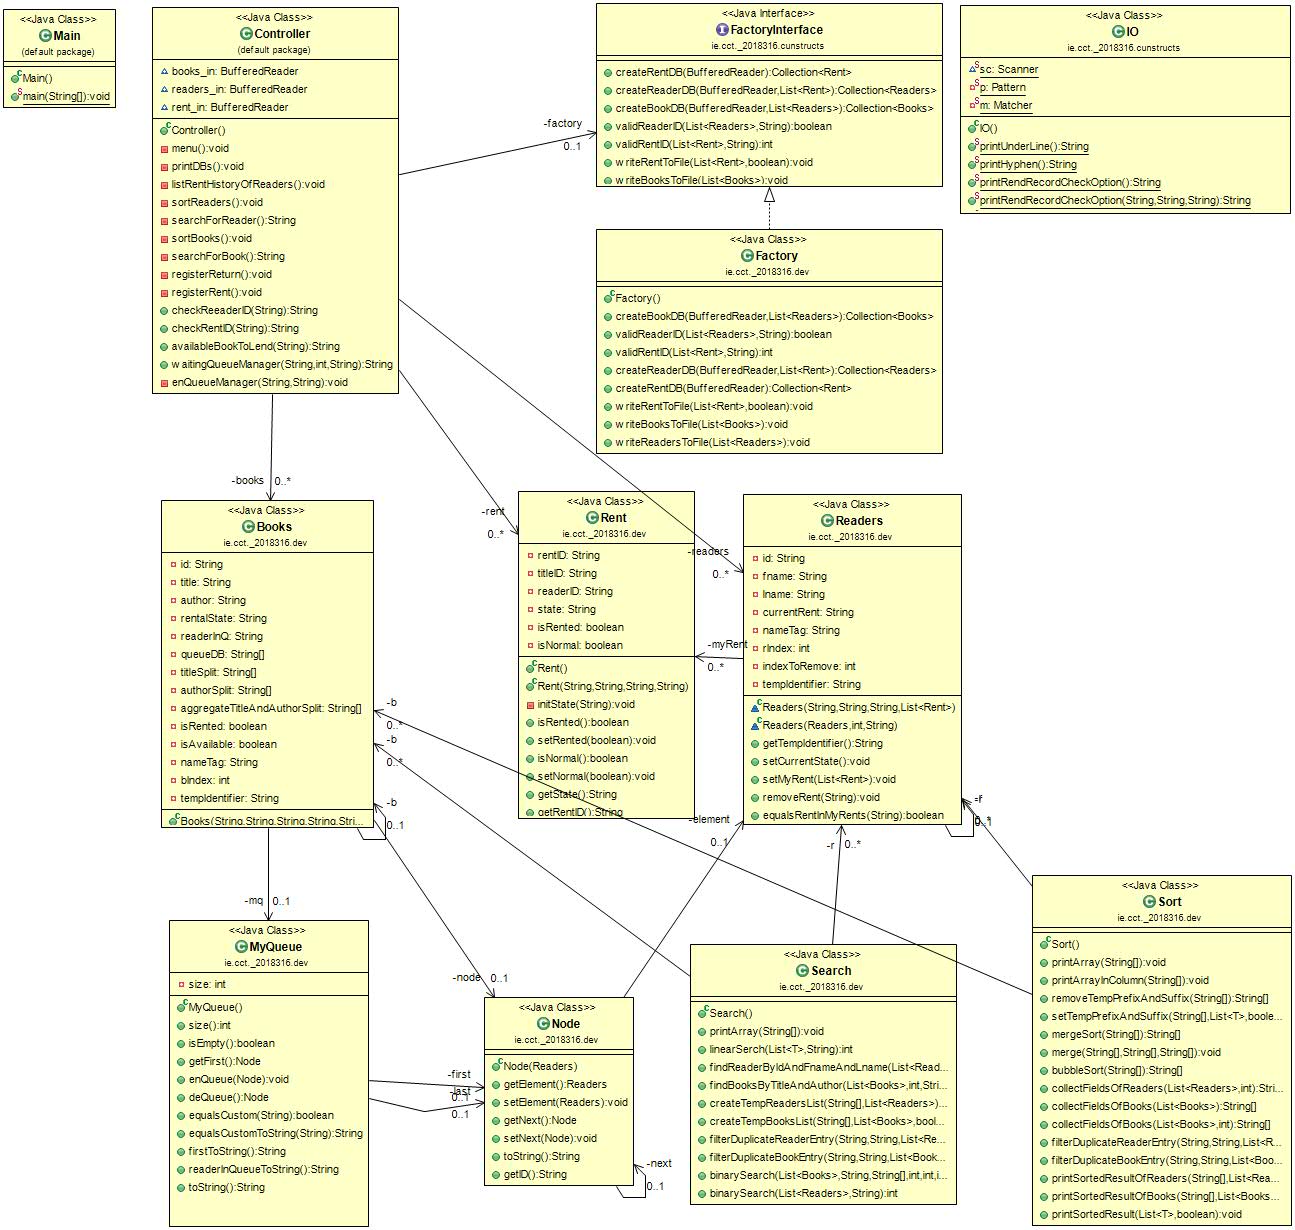 <<Java Class>>
Main
(default package)
Main()
main(String[]):void
<<Java Class>>
Controller
(default package)
books_in: BufferedReader
readers_in: BufferedReader
rent_in: BufferedReader
Controller()
menu():void
printDBs():void
listRentHistoryOfReaders():void
sortReaders():void
searchForReader():String
sortBooks():void
searchForBook():String
registerReturn():void
registerRent():void
checkReeaderID(String):String
checkRentID(String):String
availableBookToLend(String):String
waitingQueueManager(String,int,String):String
enQueueManager(String,String):void
-factory
0..1
<<Java Interface>>
FactoryInterface
ie.cct._2018316.cunstructs
createRentDB(BufferedReader):Collection<Rent>
createReaderDB(BufferedReader,List<Rent>):Collection<Readers>
createBookDB(BufferedReader,List<Readers>):Collection<Books>
validReaderID(List<Readers>,String):boolean
validRentID(List<Rent>,String):int
writeRentToFile(List<Rent>,boolean):void
writeBooksToFile(List<Books>):void
<<Java Class>>
IO
ie.cct._2018316.cunstructs
sc: Scanner
p: Pattern
m: Matcher
IO()
printUnderLine():String
printHyphen():String
printRendRecordCheckOption():String
printRendRecordCheckOption(String,String,String):String
<<Java Class>>
Factory
ie.cct._2018316.dev
Factory()
createBookDB(BufferedReader,List<Readers>):Collection<Books>
validReaderID(List<Readers>,String):boolean
validRentID(List<Rent>,String):int
createReaderDB(BufferedReader,List<Rent>):Collection<Readers>
createRentDB(BufferedReader):Collection<Rent>
writeRentToFile(List<Rent>,boolean):void
writeBooksToFile(List<Books>):void
writeReadersToFile(List<Readers>):void
-books 0..*
-rent
0..*
-readers
0..*
<<Java Class>>
Books
ie.cct._2018316.dev
id: String
title: String
author: String
rentalState: String
readerInQ: String
queueDB: String[]
titleSplit: String[]
authorSplit: String[]
aggregateTitleAndAuthorSplit: String[]
isRented: boolean
isAvailable: boolean
nameTag: String
bIndex: int
tempIdentifier: String
Books(String,String,String,String,Stri...
-b
0..*
-b
0..*
-b
0..1
<<Java Class>>
Rent
ie.cct._2018316.dev
rentID: String
titleID: String
readerID: String
state: String
isRented: boolean
isNormal: boolean
Rent()
Rent(String,String,String,String)
initState(String):void
isRented():boolean
setRented(boolean):void
isNormal():boolean
setNormal(boolean):void
getState():String
getRentID():String
-myRent
0..*
<<Java Class>>
Readers
ie.cct._2018316.dev
id: String
fname: String
lname: String
currentRent: String
nameTag: String
rIndex: int
indexToRemove: int
tempIdentifier: String
Readers(String,String,String,List<Rent>)
Readers(Readers,int,String)
getTempIdentifier():String
setCurrentState():void
setMyRent(List<Rent>):void
removeRent(String):void
equalsRentInMyRents(String):boolean
-element
0..1
-r 0..*
-r
-mq 0..1
<<Java Class>>
MyQueue
ie.cct._2018316.dev
size: int
MyQueue()
size():int
isEmpty():boolean
getFirst():Node
enQueue(Node):void
deQueue():Node
equalsCustom(String):boolean
equalsCustomToString(String):String
firstToString():String
readerInQueueToString():String
toString():String
-first
-last
0..1
0..1
-node 0..1
<<Java Class>>
Node
ie.cct._2018316.dev
Node(Readers)
getElement():Readers
setElement(Readers):void
getNext():Node
setNext(Node):void
toString():String
getID():String
-next
0..1
<<Java Class>>
Search
ie.cct._2018316.dev
Search()
printArray(String[]):void
linearSerch(List<T>,String):int
findReaderByIdAndFnameAndLname(List<Read...
findBooksByTitleAndAuthor(List<Books>,int,Stri...
createTempReadersList(String[],List<Readers>)...
createTempBooksList(String[],List<Books>,bool...
filterDuplicateReaderEntry(String,String,List<Re...
filterDuplicateBookEntry(String,String,List<Book...
binarySearch(List<Books>,String,String[],int,int,i...
binarySearch(List<Readers>,String):int
<<Java Class>>
Sort
ie.cct._2018316.dev
Sort()
printArray(String[]):void
printArrayInColumn(String[]):void
removeTempPrefixAndSuffix(String[]):String[]
setTempPrefixAndSuffix(String[],List<T>,boole...
mergeSort(String[]):String[]
merge(String[],String[],String[]):void
bubbleSort(String[]):String[]
collectFieldsOfReaders(List<Readers>,int):Stri...
collectFieldsOfBooks(List<Books>):String[]
collectFieldsOfBooks(List<Books>,int):String[]
filterDuplicateReaderEntry(String,String,List<R...
filterDuplicateBookEntry(String,String,List<Boo...
printSortedResultOfReaders(String[],List<Rea...
printSortedResultOfBooks(String[],List<Books...
printSortedResult(List<T>,boolean):void